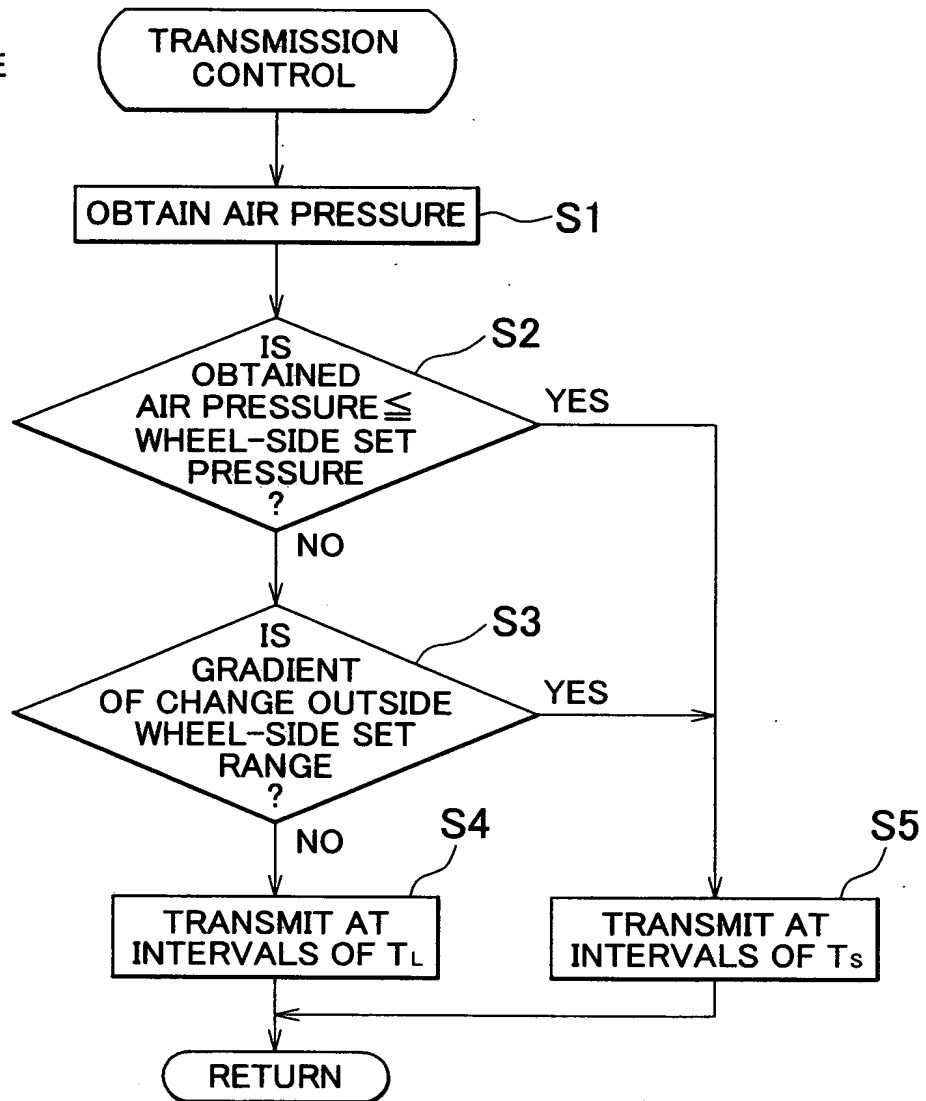 TRANSMISSION
CONTROL
E
OBTAIN AIR PRESSURE
S1
S2
IS
OBTAINED
AIR PRESSURE≦
WHEEL-SIDE SET
PRESSURE
?
YES
NO
S3
IS
GRADIENT
OF CHANGE OUTSIDE
WHEEL-SIDE SET
RANGE
?
YES
NO
S4
TRANSMIT AT
INTERVALS OF TL
S5
TRANSMIT AT
INTERVALS OF TS
RETURN